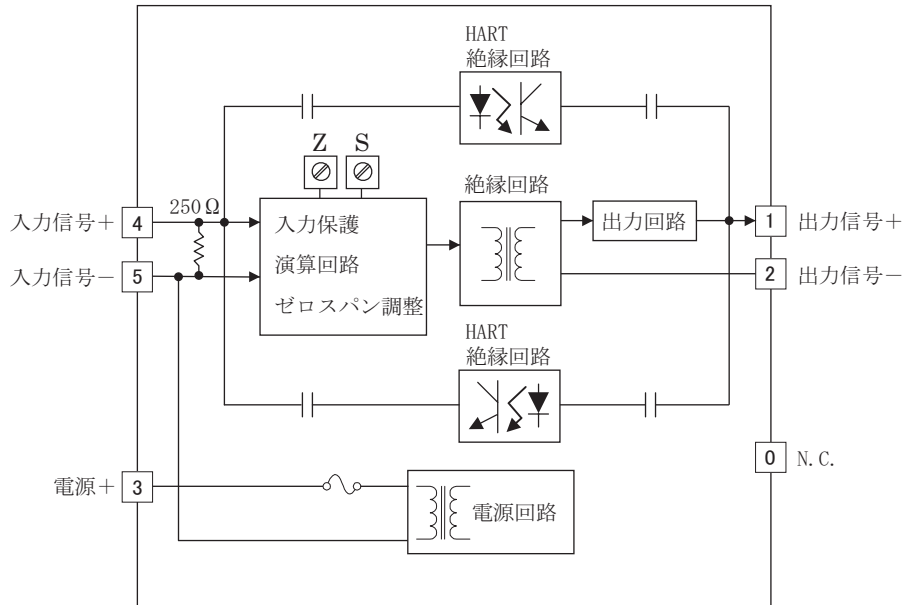 HART
絶縁回路
Z S
絶縁回路
250Ω
入力信号+ 4
入力保護
出力回路
1 出力信号+
入力信号− 5
演算回路
2 出力信号−
ゼロスパン調整
HART
絶縁回路
0 N.C.
電源+ 3
電源回路